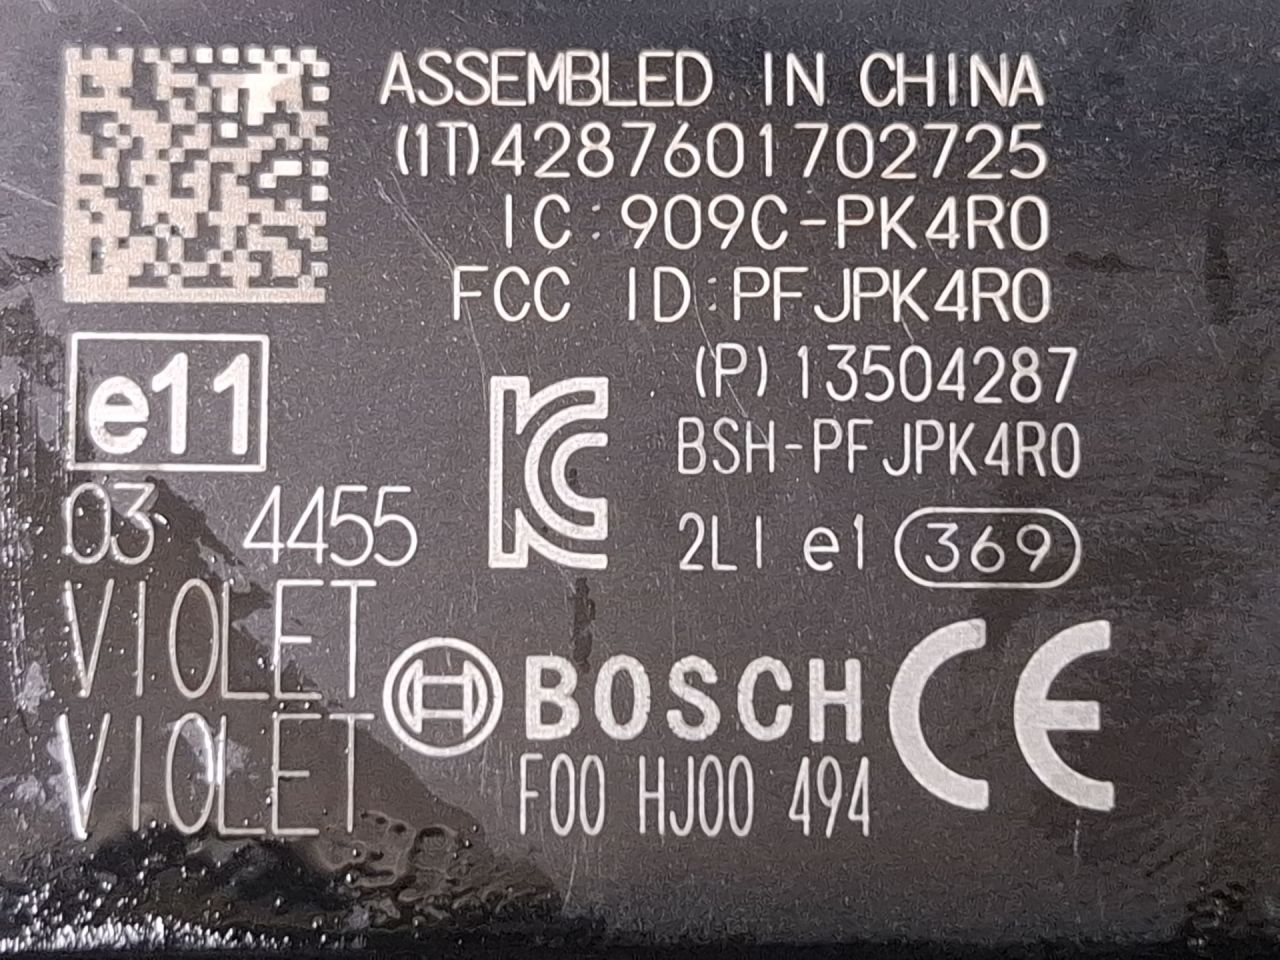 ASSEMBLED IN CHINA
(1T)4287601702725
IC:909C-PK4R0
FCC ID:PFJPK4R0
e11
(P)13504287
BSH-PFJPK4R0
03 4455
2LI e1 369
VIOLET
VIOLET
BOSCH
CE
F00 HJ00 494